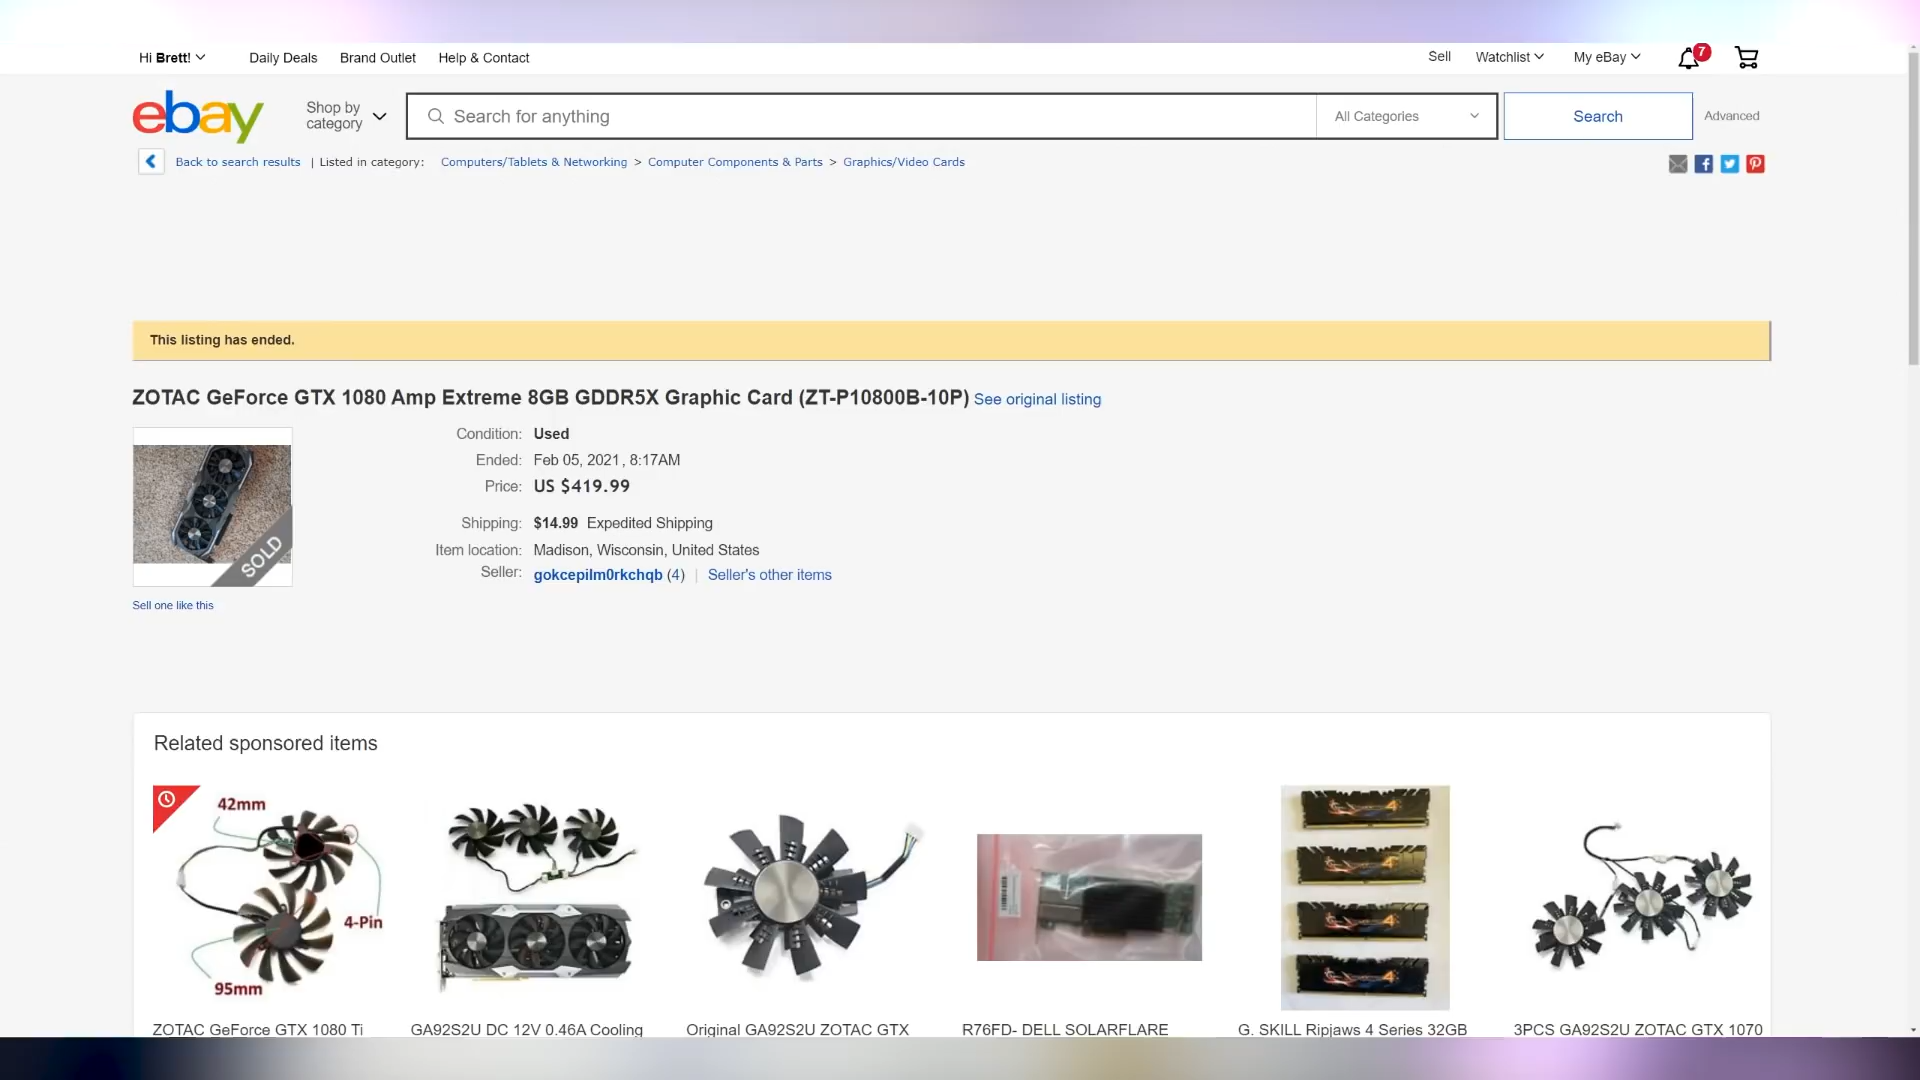 Hi Brett!
Daily Deals
Brand Outlet
Help & Contact
Sell
Watchlist
My eBay
7
ebay
Shop by
category
Search for anything
All Categories
Search
Advanced
Back to search results | Listed in category: Computers/Tablets & Networking > Computer Components & Parts > Graphics/Video Cards
This listing has ended.
ZOTAC GeForce GTX 1080 Amp Extreme 8GB GDDR5X Graphic Card (ZT-P10800B-10P) See original listing
SOLD
Sell one like this
Condition: Used
Ended: Feb 05, 2021, 8:17AM
Price: US $419.99
Shipping: $14.99 Expedited Shipping
Item location: Madison, Wisconsin, United States
Seller: gokcepilm0rkchqb (4) | Seller's other items
Related sponsored items
42mm
4-Pin
95mm
ZOTAC GeForce GTX 1080 Ti
GA92S2U DC 12V 0.46A Cooling
Original GA92S2U ZOTAC GTX
R76FD- DELL SOLARFLARE
G. SKILL Ripjaws 4 Series 32GB
3PCS GA92S2U ZOTAC GTX 1070